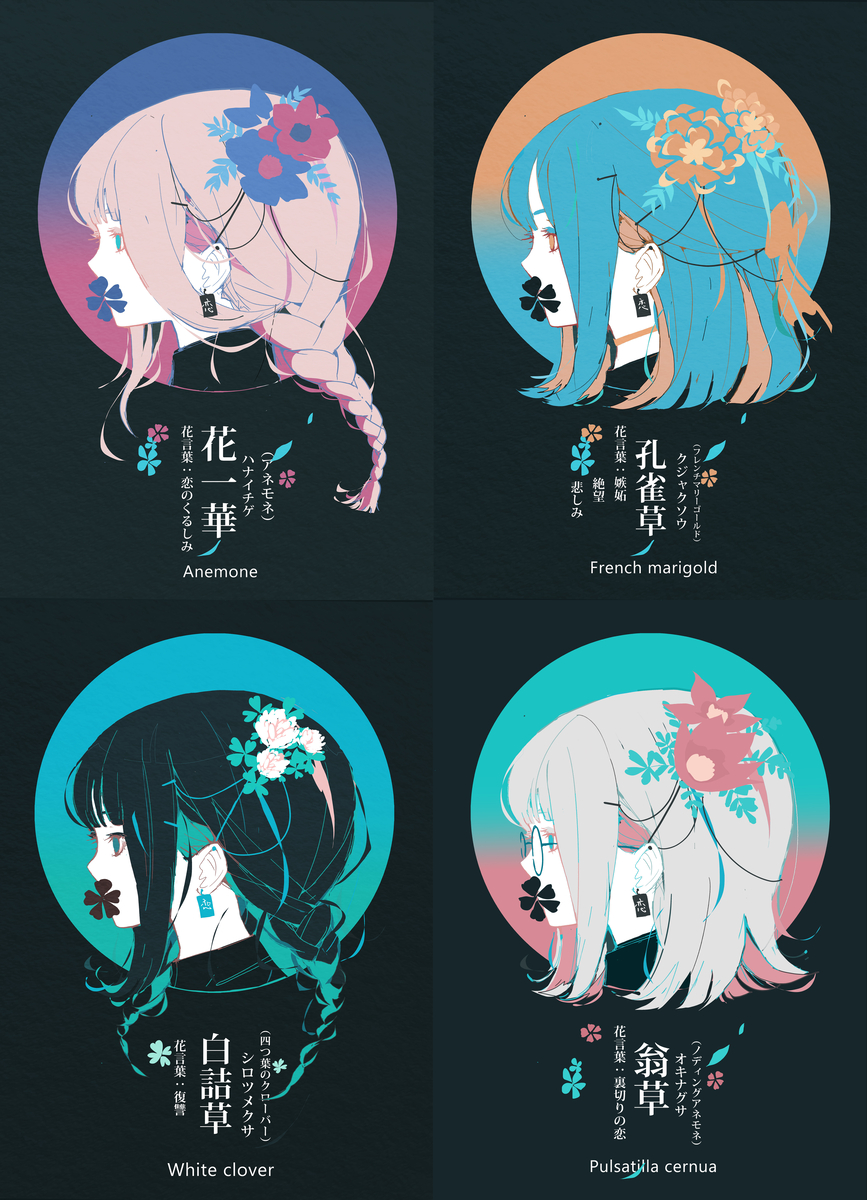 恋
(アネモネ)
ハナイチゲ
花一華
花言葉:恋のくるしみ
Anemone
恋
(フレンチマリーゴールド)
クジャクソウ
孔雀草
花言葉:嫉妬
絶望
悲しみ
French marigold
(四つ葉のクローバー)
シロツメクサ
白詰草
花言葉:復讐
White clover
恋
(ノディングアネモネ)
オキナグサ
翁草
花言葉:裏切りの恋
Pulsatilla cernua